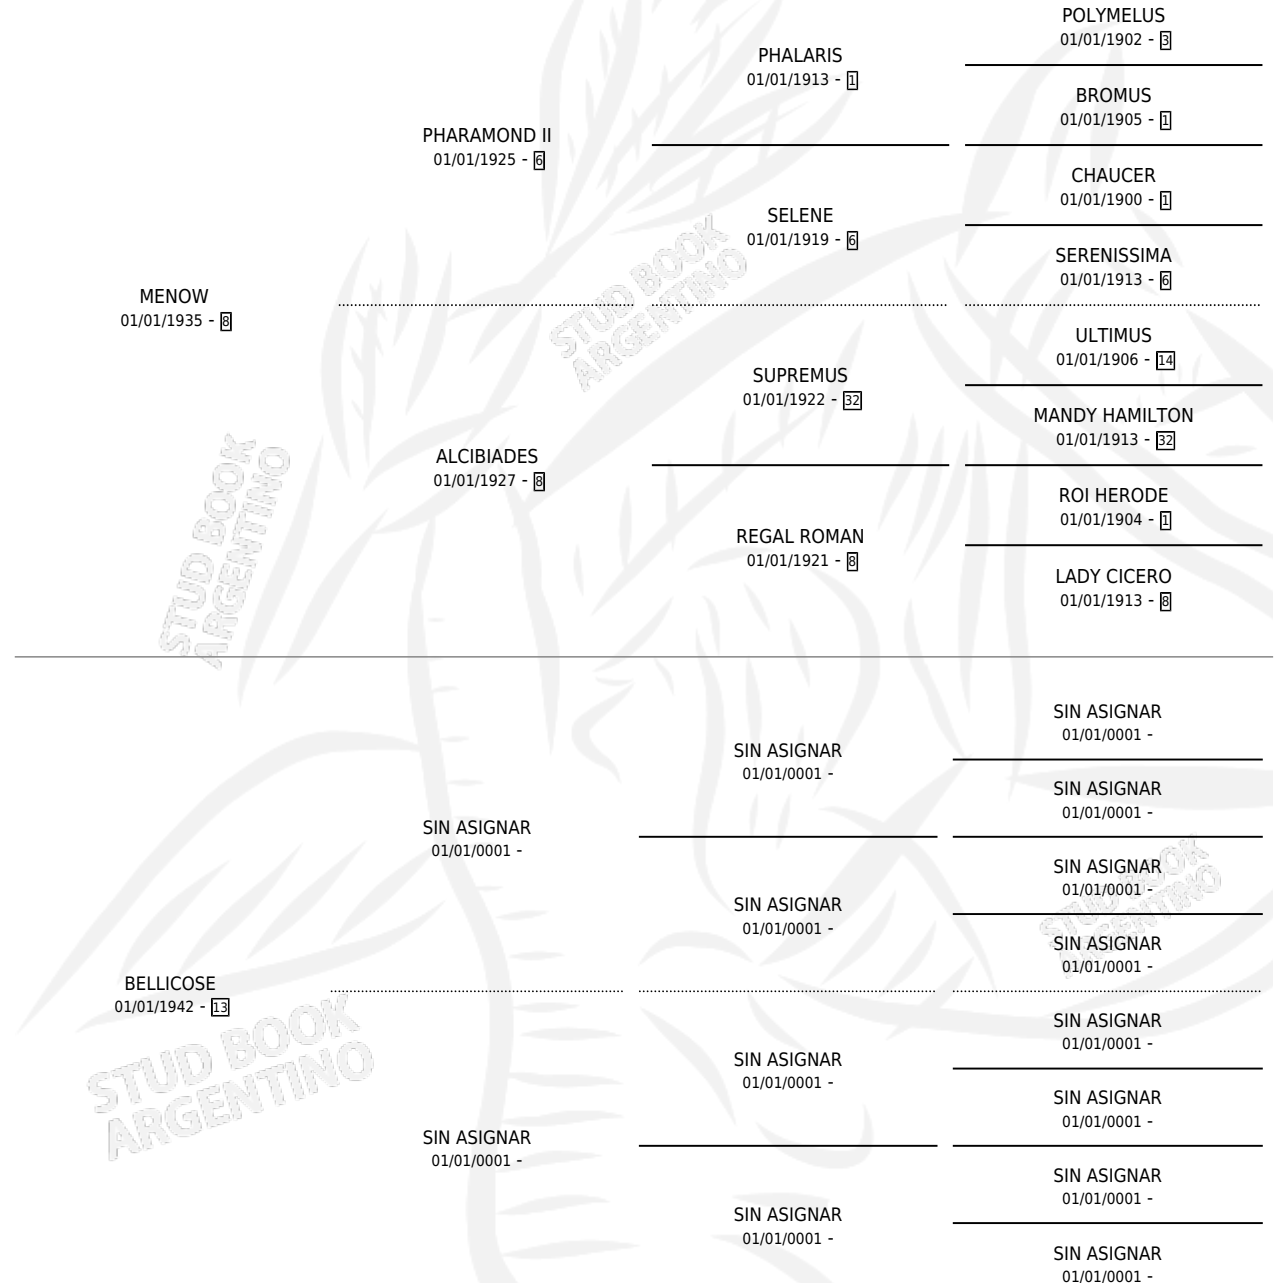 POLYMELUS
01/01/1902 - 3
PHALARIS
01/01/1913 - 1
BROMUS
01/01/1905 - 1
PHARAMOND II
01/01/1925 - 6
CHAUCER
01/01/1900 - 1
SELENE
01/01/1919 - 6
SERENISSIMA
01/01/1913 - 6
MENOW
01/01/1935 - 8
STUD BOOK
ARGENTINO
ULTIMUS
01/01/1906 - 14
SUPREMUS
01/01/1922 - 32
MANDY HAMILTON
01/01/1913 - 32
ALCIBIADES
01/01/1927 - 8
ROI HERODE
01/01/1904 - 1
REGAL ROMAN
01/01/1921 - 8
LADY CICERO
01/01/1913 - 8
STUD BOOK
ARGENTINO
SIN ASIGNAR
01/01/0001 -
SIN ASIGNAR
01/01/0001 -
SIN ASIGNAR
01/01/0001 -
SIN ASIGNAR
01/01/0001 -
SIN ASIGNAR
01/01/0001 -
SIN ASIGNAR
01/01/0001 -
SIN ASIGNAR
01/01/0001 -
STUD BOOK
ARGENTINO
BELLICOSE
01/01/1942 - 13
SIN ASIGNAR
01/01/0001 -
SIN ASIGNAR
01/01/0001 -
SIN ASIGNAR
01/01/0001 -
SIN ASIGNAR
01/01/0001 -
SIN ASIGNAR
01/01/0001 -
SIN ASIGNAR
01/01/0001 -
SIN ASIGNAR
01/01/0001 -
STUD BOOK
ARGENTINO